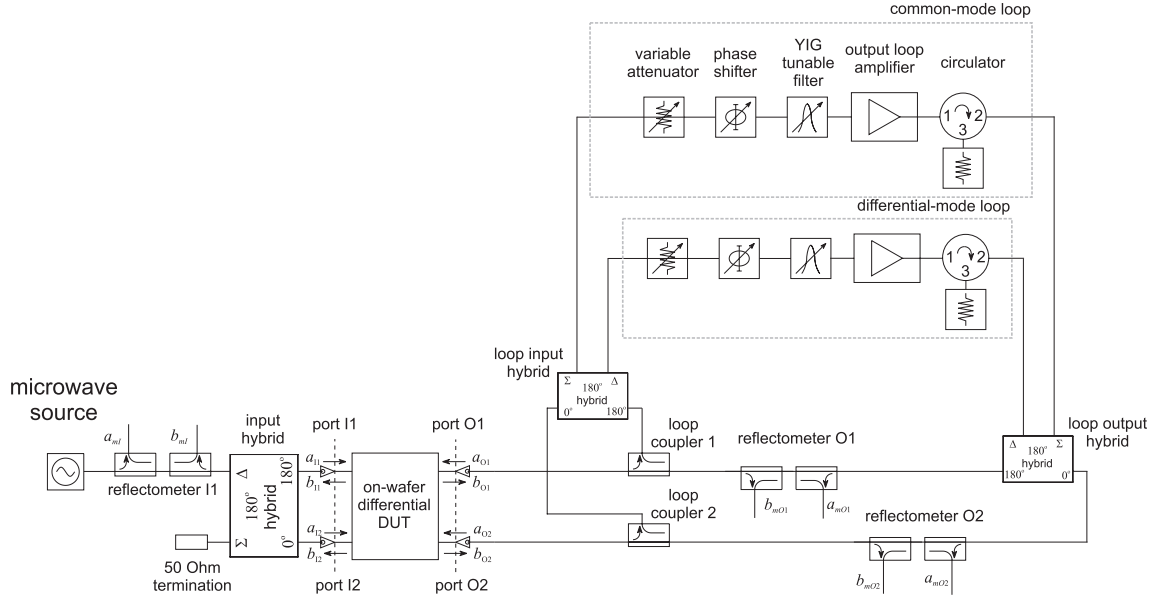 common-mode loop
variable
attenuator
phase
shifter
YIG
tunable
filter
output loop
amplifier
circulator
Φ
1 2
3
differential-mode loop
Φ
1 2
3
loop input
hybrid
Σ 180° Δ
hybrid
0° 180°
microwave
source
a_mI
b_mI
reflectometer I1
input
hybrid
Δ 180°
180°
hybrid
Σ 0°
50 Ohm
termination
port I1
a_I1
b_I1
a_I2
b_I2
port I2
on-wafer
differential
DUT
port O1
a_O1
b_O1
a_O2
b_O2
port O2
loop
coupler 1
loop
coupler 2
reflectometer O1
b_mO1
a_mO1
reflectometer O2
b_mO2
a_mO2
loop output
hybrid
Δ 180° Σ
hybrid
180° 0°